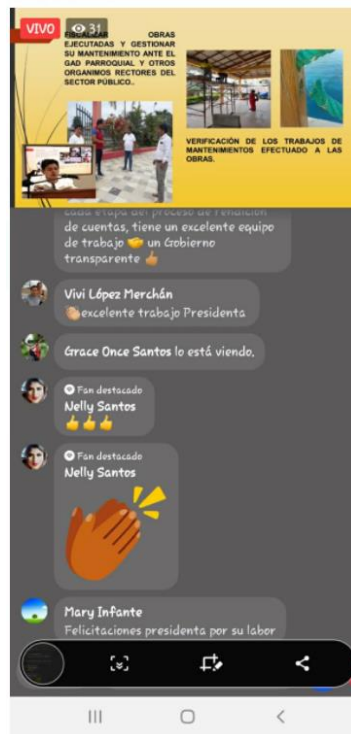 VIVO 31
FISCALIZAR OBRAS
EJECUTADAS Y GESTIONAR
SU MANTENIMIENTO ANTE EL
GAD PARROQUIAL Y OTROS
ORGANIMOS RECTORES DEL
SECTOR PÚBLICO..
VERIFICACIÓN DE LOS TRABAJOS DE
MANTENIMIENTOS EFECTUADO A LAS
OBRAS.
cada etapa del proceso de rendición
de cuentas, tiene un excelente equipo
de trabajo 🤝 un Gobierno
transparente 👍
Vivi López Merchán
👏excelente trabajo Presidenta
Grace Once Santos lo está viendo.
Fan destacado
Nelly Santos
👍👍👍
Fan destacado
Nelly Santos
Mary Infante
Felicitaciones presidenta por su labor